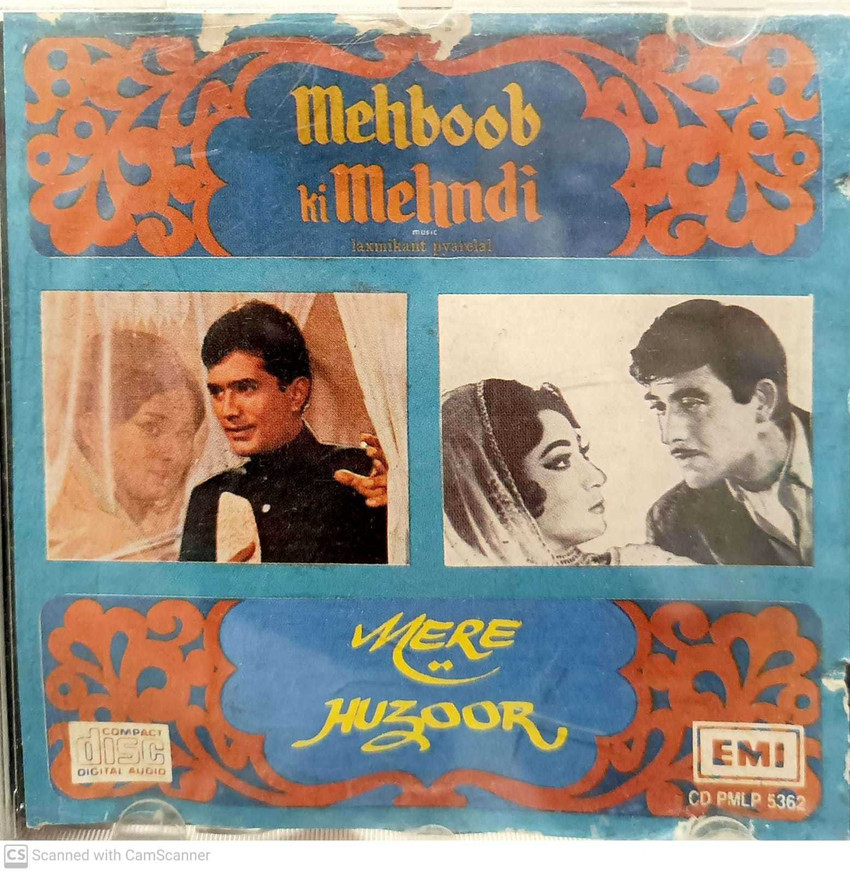 Mehboob
ki Mehndi
music
laxmikant pyarelal
MERE
HUZOOR
COMPACT
disc
DIGITAL AUDIO
EMI
CD PMLP 5362
CS Scanned with CamScanner